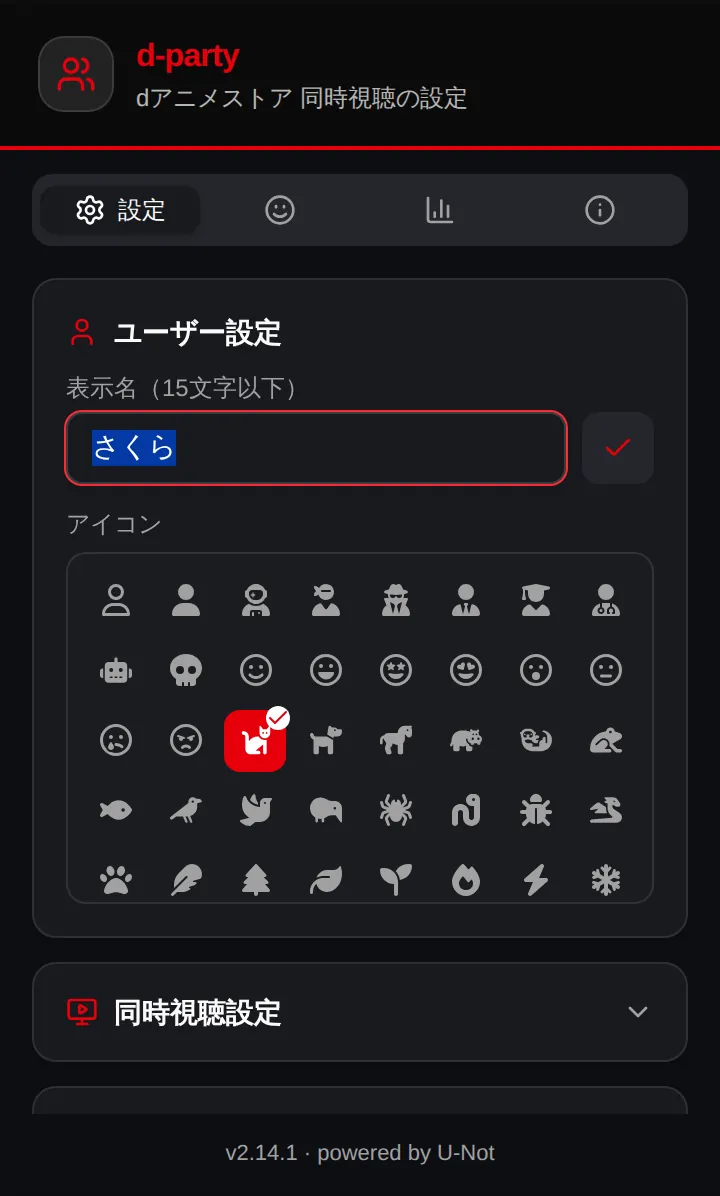 d-party
dアニメストア 同時視聴の設定
設定
ユーザー設定
表示名（15文字以下）
さくら
アイコン
同時視聴設定
v2.14.1 · powered by U-Not